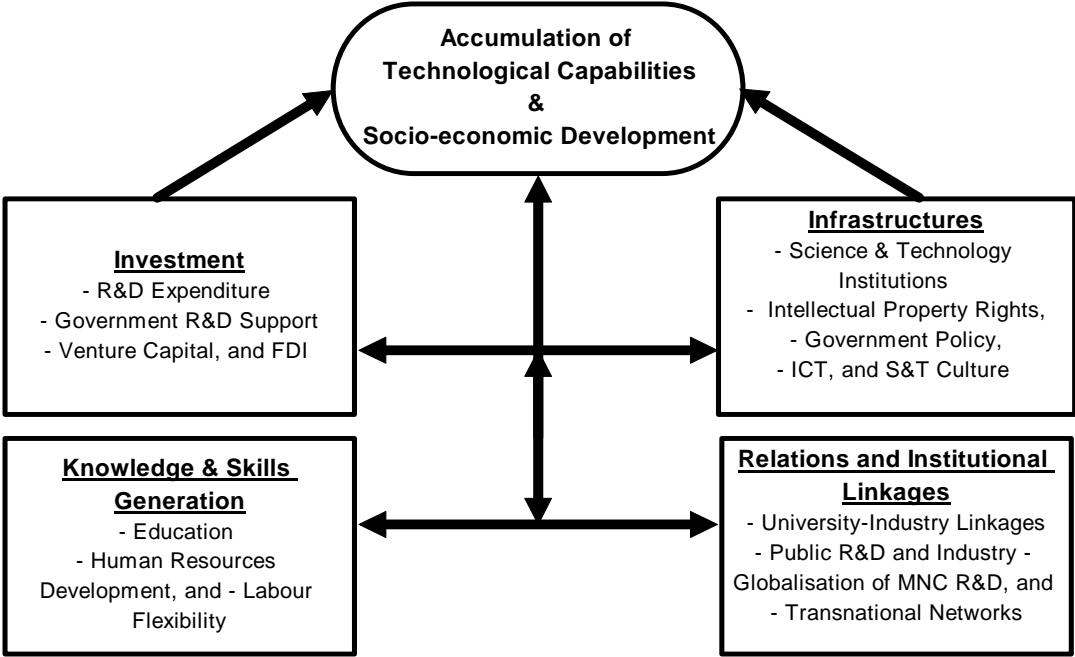 Accumulation of
Technological Capabilities
&
Socio-economic Development
Investment
- R&D Expenditure
- Government R&D Support
- Venture Capital, and FDI
Infrastructures
- Science & Technology
Institutions
- Intellectual Property Rights,
- Government Policy,
- ICT, and S&T Culture
Knowledge & Skills
Generation
- Education
- Human Resources
Development, and - Labour
Flexibility
Relations and Institutional
Linkages
- University-Industry Linkages
- Public R&D and Industry -
Globalisation of MNC R&D, and
- Transnational Networks